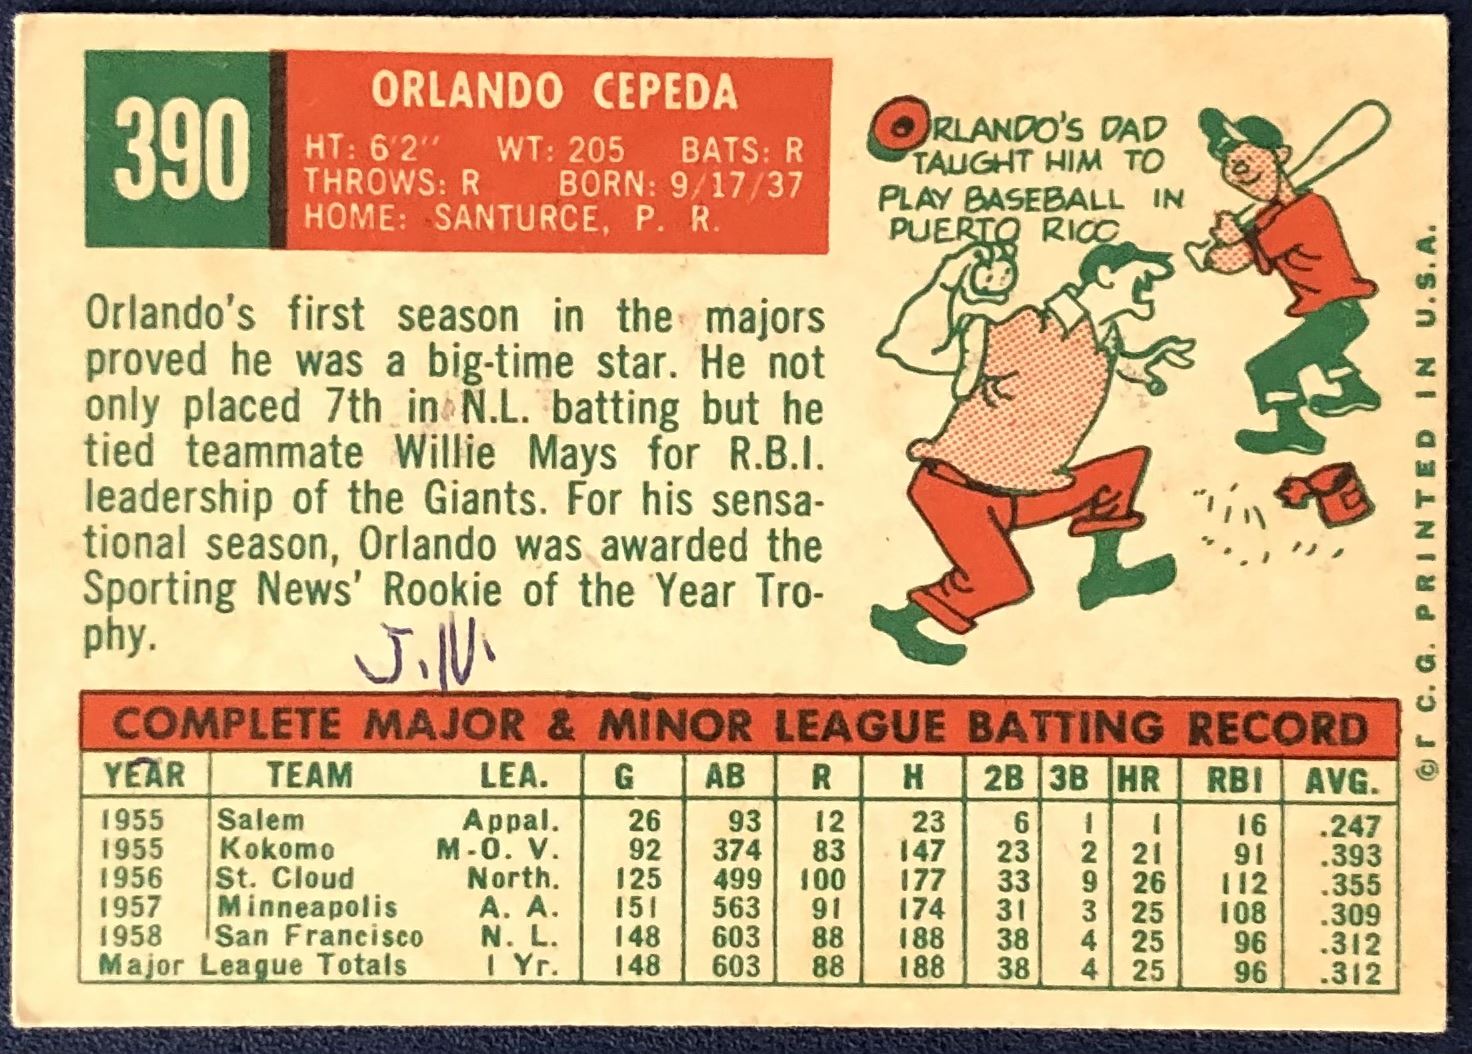 390
ORLANDO CEPEDA
HT: 6'2" WT: 205 BATS: R
THROWS: R BORN: 9/17/37
HOME: SANTURCE, P. R.
ORLANDO'S DAD
TAUGHT HIM TO
PLAY BASEBALL IN
PUERTO RICO
Orlando's first season in the majors
proved he was a big-time star. He not
only placed 7th in N.L. batting but he
tied teammate Willie Mays for R.B.I.
leadership of the Giants. For his sensa-
tional season, Orlando was awarded the
Sporting News' Rookie of the Year Tro-
phy.
J.N.
COMPLETE MAJOR & MINOR LEAGUE BATTING RECORD
YEAR TEAM LEA. G AB R H 2B 3B HR RBI AVG.
1955 Salem Appal. 26 93 12 23 6 1 1 16 .247
1955 Kokomo M-O. V. 92 374 83 147 23 2 21 91 .393
1956 St. Cloud North. 125 499 100 177 33 9 26 112 .355
1957 Minneapolis A. A. 151 563 91 174 31 3 25 108 .309
1958 San Francisco N. L. 148 603 88 188 38 4 25 96 .312
Major League Totals 1 Yr. 148 603 88 188 38 4 25 96 .312
© T. C. G. PRINTED IN U.S.A.